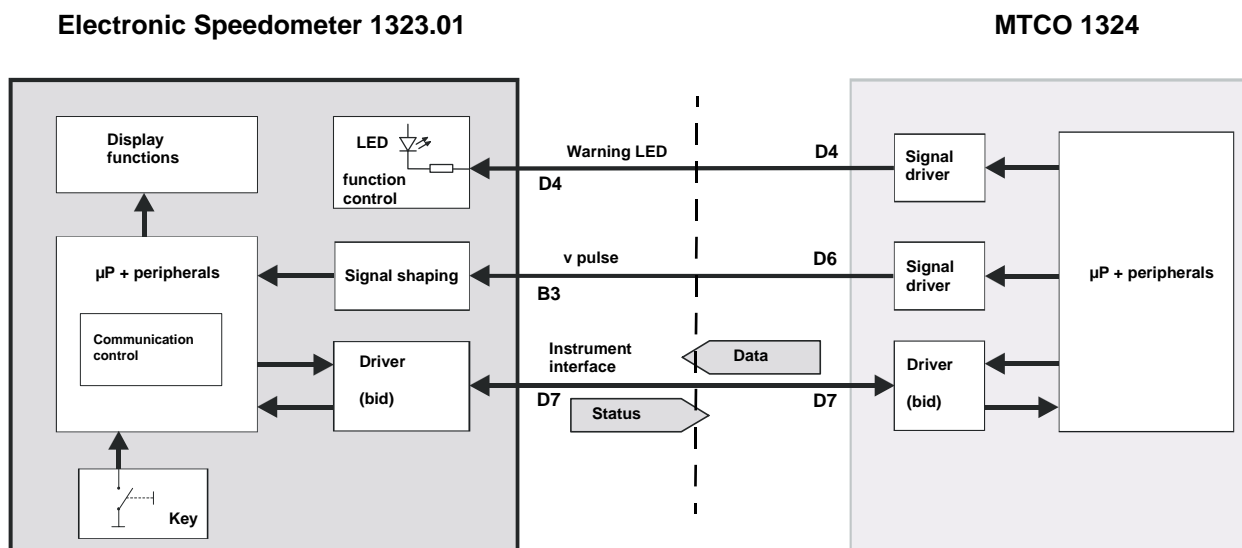 Electronic Speedometer 1323.01
MTCO 1324
Display
functions
LED
function
control
Warning LED
D4
D4
Signal
driver
µP + peripherals
Signal shaping
v pulse
B3
D6
Signal
driver
µP + peripherals
Communication
control
Driver
(bid)
Instrument
interface
D7
Data
Status
D7
Driver
(bid)
Key